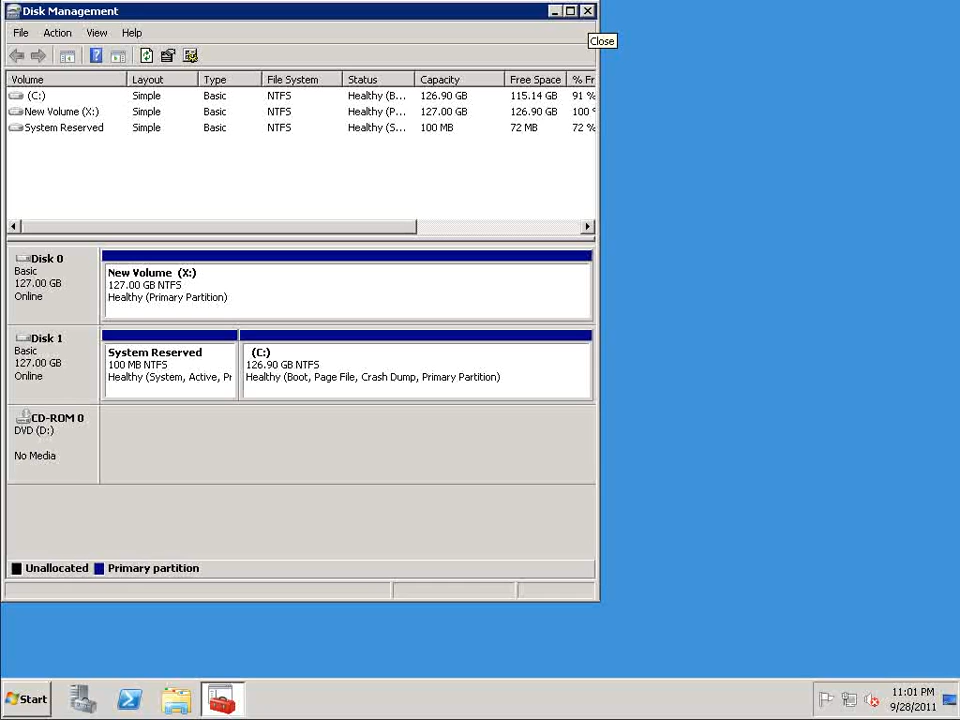 Disk Management
File Action View Help
Close
Volume Layout Type File System Status Capacity Free Space % Fr
(C:) Simple Basic NTFS Healthy (B... 126.90 GB 115.14 GB 91 %
New Volume (X:) Simple Basic NTFS Healthy (P... 127.00 GB 126.90 GB 100 %
System Reserved Simple Basic NTFS Healthy (S... 100 MB 72 MB 72 %
Disk 0
Basic
127.00 GB
Online
New Volume (X:)
127.00 GB NTFS
Healthy (Primary Partition)
Disk 1
Basic
127.00 GB
Online
System Reserved
100 MB NTFS
Healthy (System, Active, Pr
(C:)
126.90 GB NTFS
Healthy (Boot, Page File, Crash Dump, Primary Partition)
CD-ROM 0
DVD (D:)
No Media
Unallocated Primary partition
Start
11:01 PM
9/28/2011